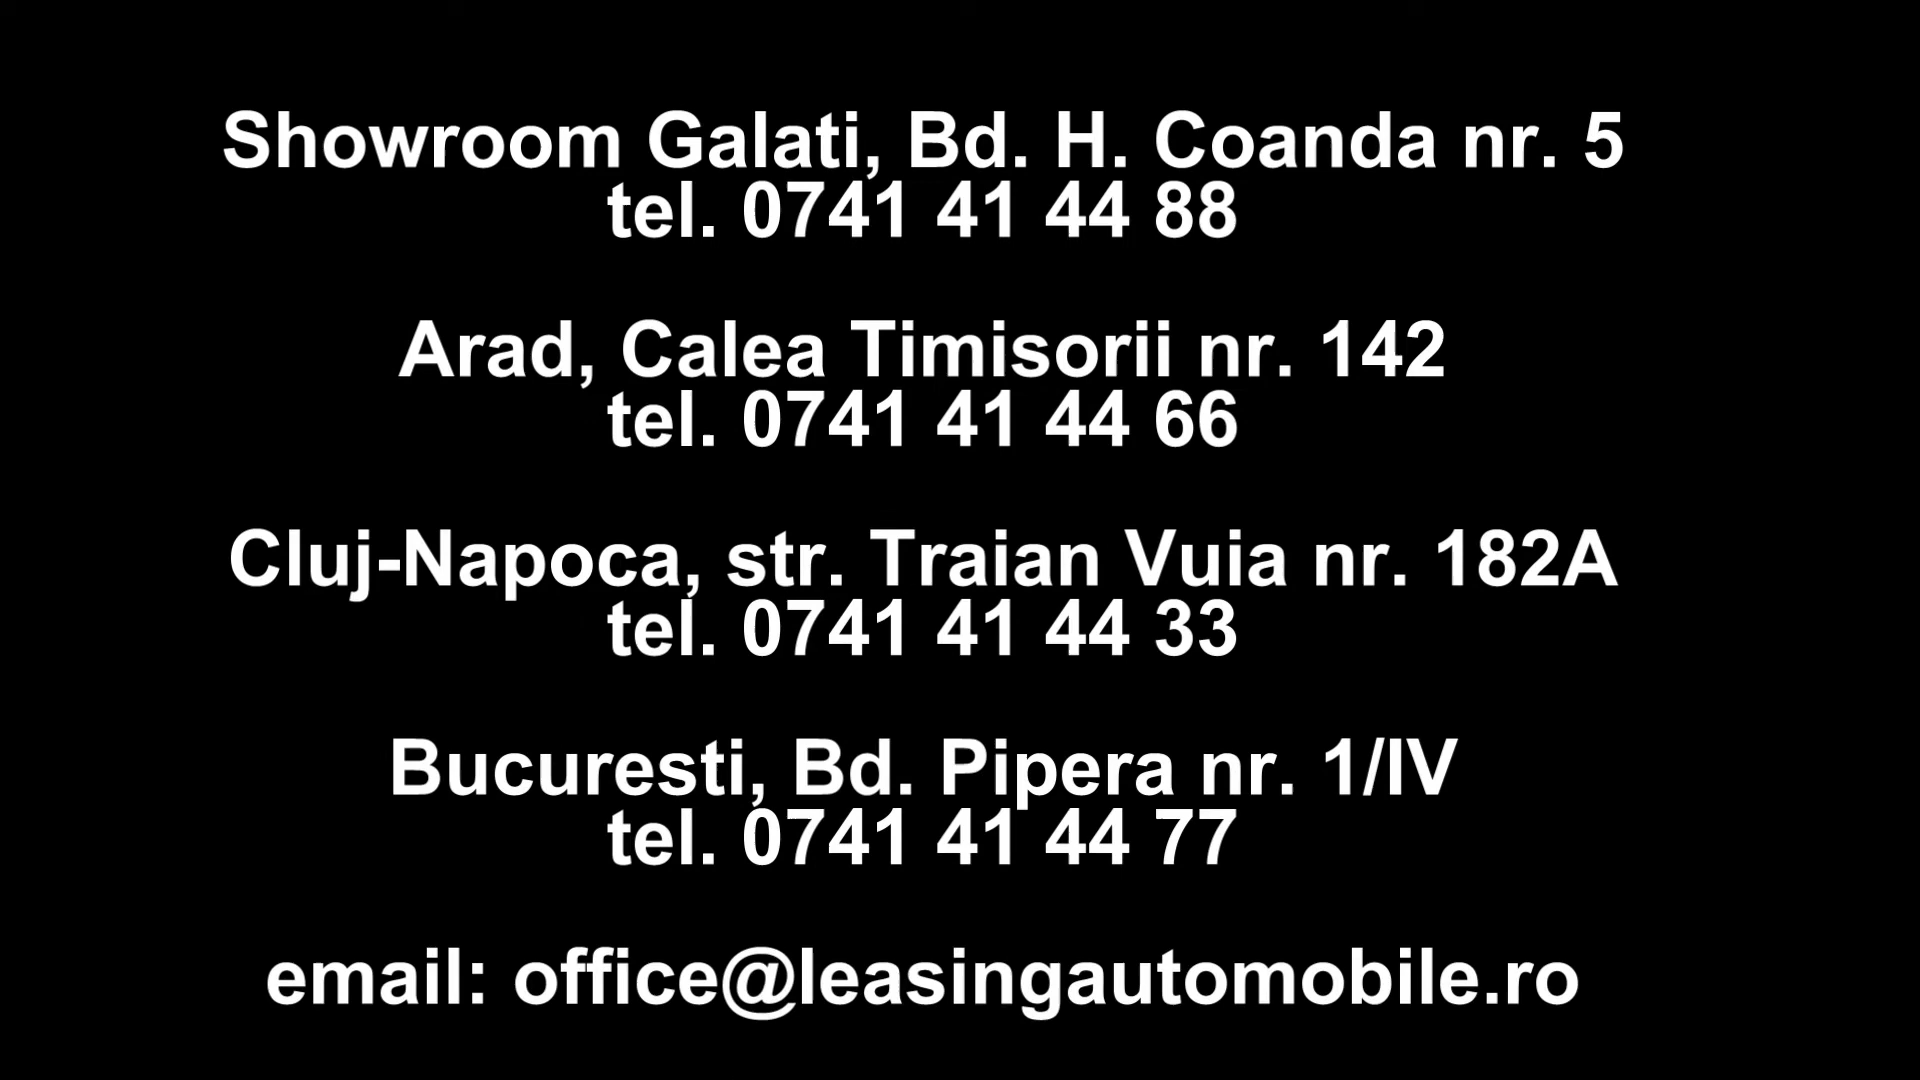 Showroom Galati, Bd. H. Coanda nr. 5
tel. 0741 41 44 88
Arad, Calea Timisorii nr. 142
tel. 0741 41 44 66
Cluj-Napoca, str. Traian Vuia nr. 182A
tel. 0741 41 44 33
Bucuresti, Bd. Pipera nr. 1/IV
tel. 0741 41 44 77
email: office@leasingautomobile.ro